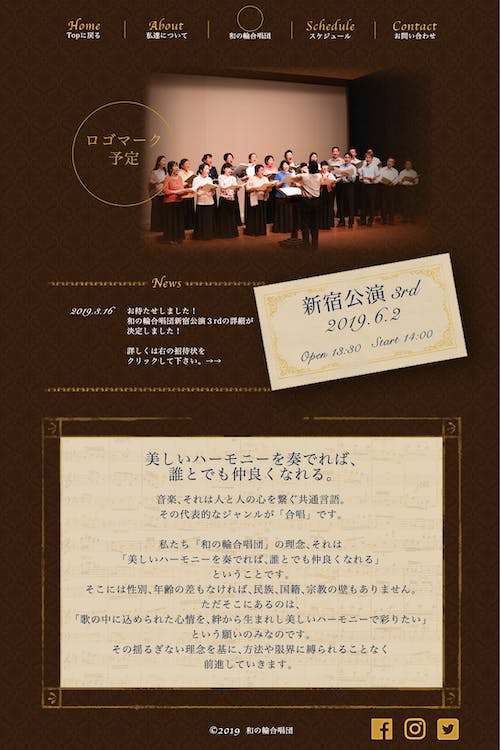 Home
Topに戻る
About
私達について
和の輪合唱団
Schedule
スケジュール
Contact
お問い合わせ
ロゴマーク
予定
News
2019.3.16
お待たせしました！
和の輪合唱団新宿公演３rdの詳細が
決定しました！
詳しくは右の招待状を
クリックして下さい。→→
新宿公演 3rd
2019.6.2
Open 13:30 Start 14:00
美しいハーモニーを奏でれば、
誰とでも仲良くなれる。
音楽、それは人と人の心を繋ぐ共通言語。
その代表的なジャンルが「合唱」です。
私たち「和の輪合唱団」の理念、それは
「美しいハーモニーを奏でれば、誰とでも仲良くなれる」
ということです。
そこには性別、年齢の差もなければ、民族、国籍、宗教の壁もありません。
ただそこにあるのは、
「歌の中に込められた心情を、絆から生まれし美しいハーモニーで彩りたい」
という願いのみなのです。
その揺るぎない理念を基に、方法や限界に縛られることなく
前進していきます。
©2019 和の輪合唱団